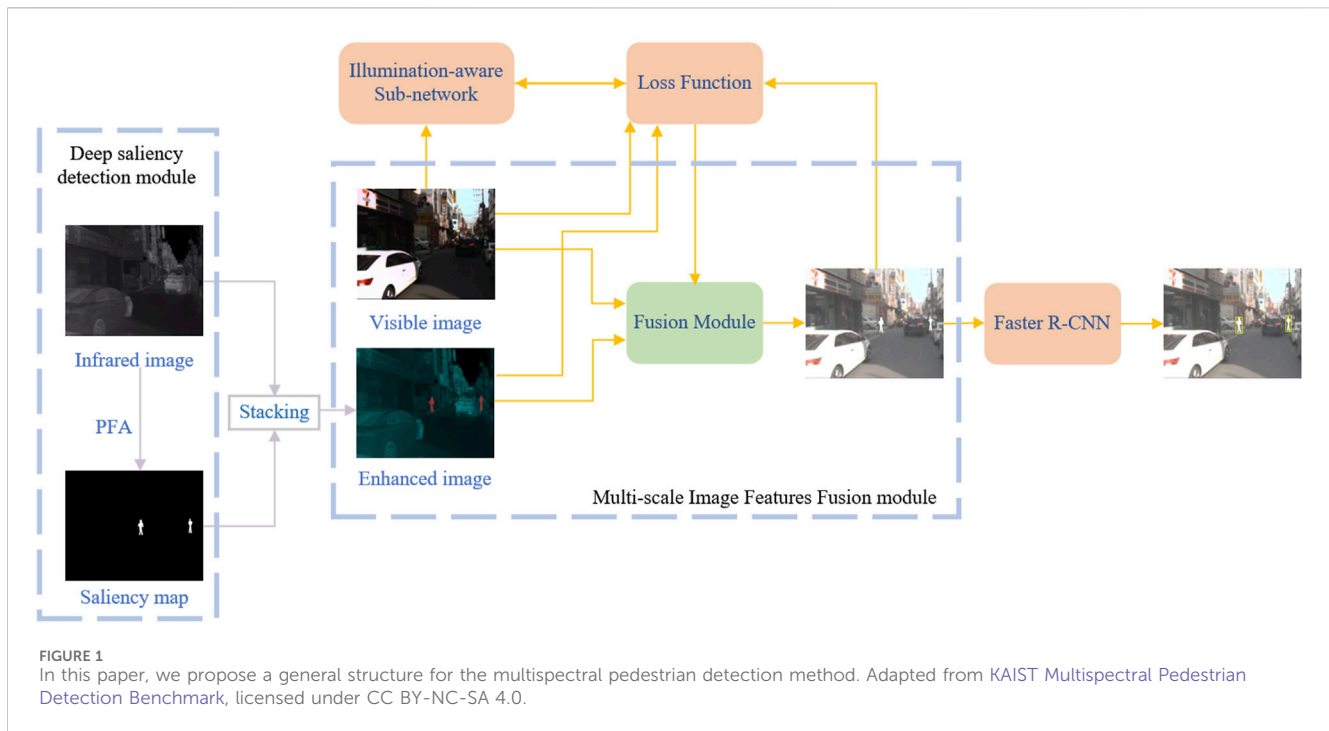 Illumination-aware
Sub-network
Loss Function
Deep saliency
detection module
Infrared image
PFA
Saliency map
Stacking
Visible image
Enhanced image
Fusion Module
Multi-scale Image Features Fusion module
Faster R-CNN
FIGURE 1
In this paper, we propose a general structure for the multispectral pedestrian detection method. Adapted from KAIST Multispectral Pedestrian
Detection Benchmark, licensed under CC BY-NC-SA 4.0.